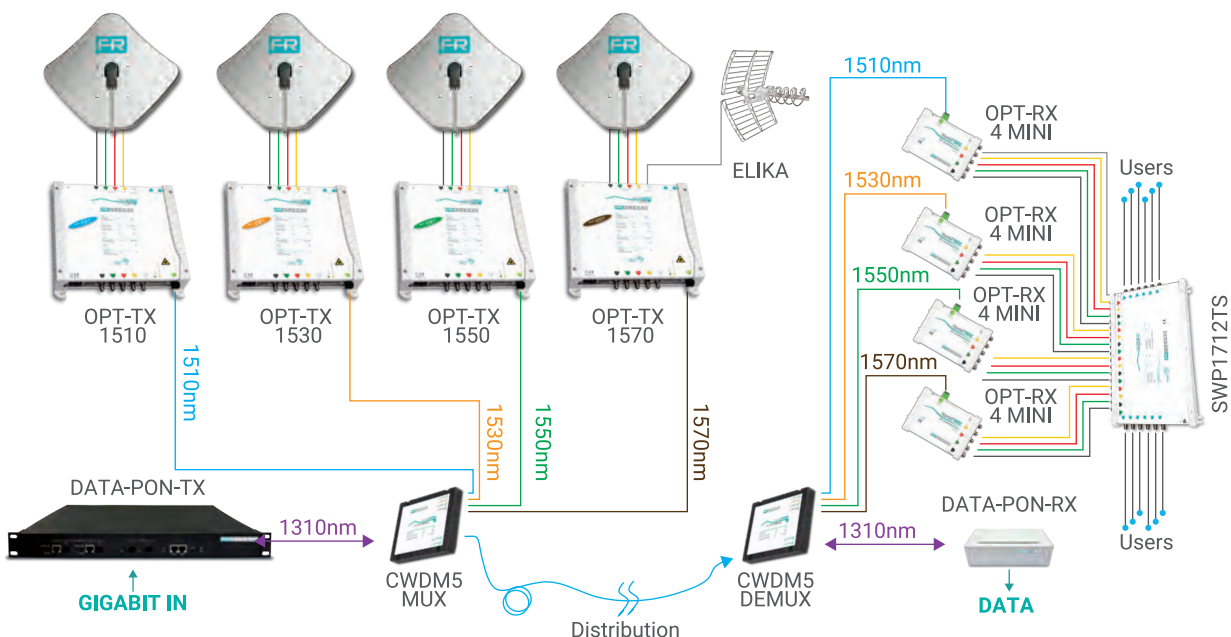 FR
FR
FR
FR
ELIKA
OPT-TX
1510
OPT-TX
1530
OPT-TX
1550
OPT-TX
1570
1510nm
1530nm
1550nm
1570nm
1510nm
OPT-RX
4 MINI
1530nm
OPT-RX
4 MINI
1550nm
OPT-RX
4 MINI
1570nm
OPT-RX
4 MINI
Users
SWP1712TS
Users
DATA-PON-TX
1310nm
GIGABIT IN
CWDM5
MUX
Distribution
CWDM5
DEMUX
1310nm
DATA-PON-RX
DATA